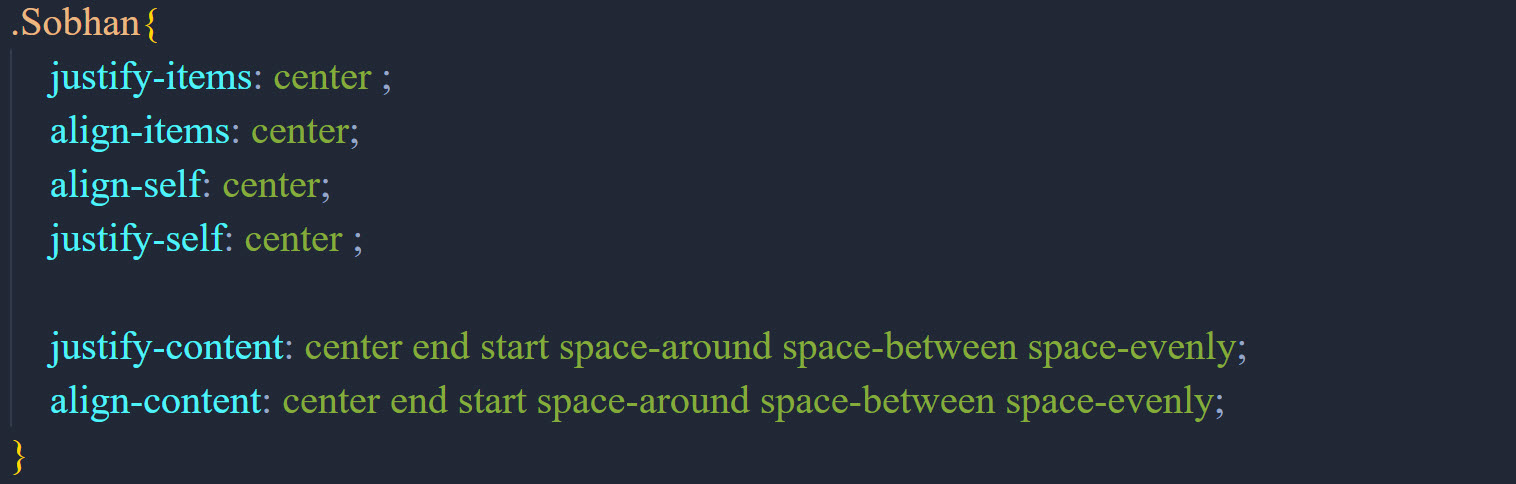 .Sobhan{
justify-items: center ;
align-items: center;
align-self: center;
justify-self: center ;
justify-content: center end start space-around space-between space-evenly;
align-content: center end start space-around space-between space-evenly;
}